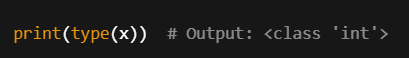 print(type(x))  # Output: <class 'int'>